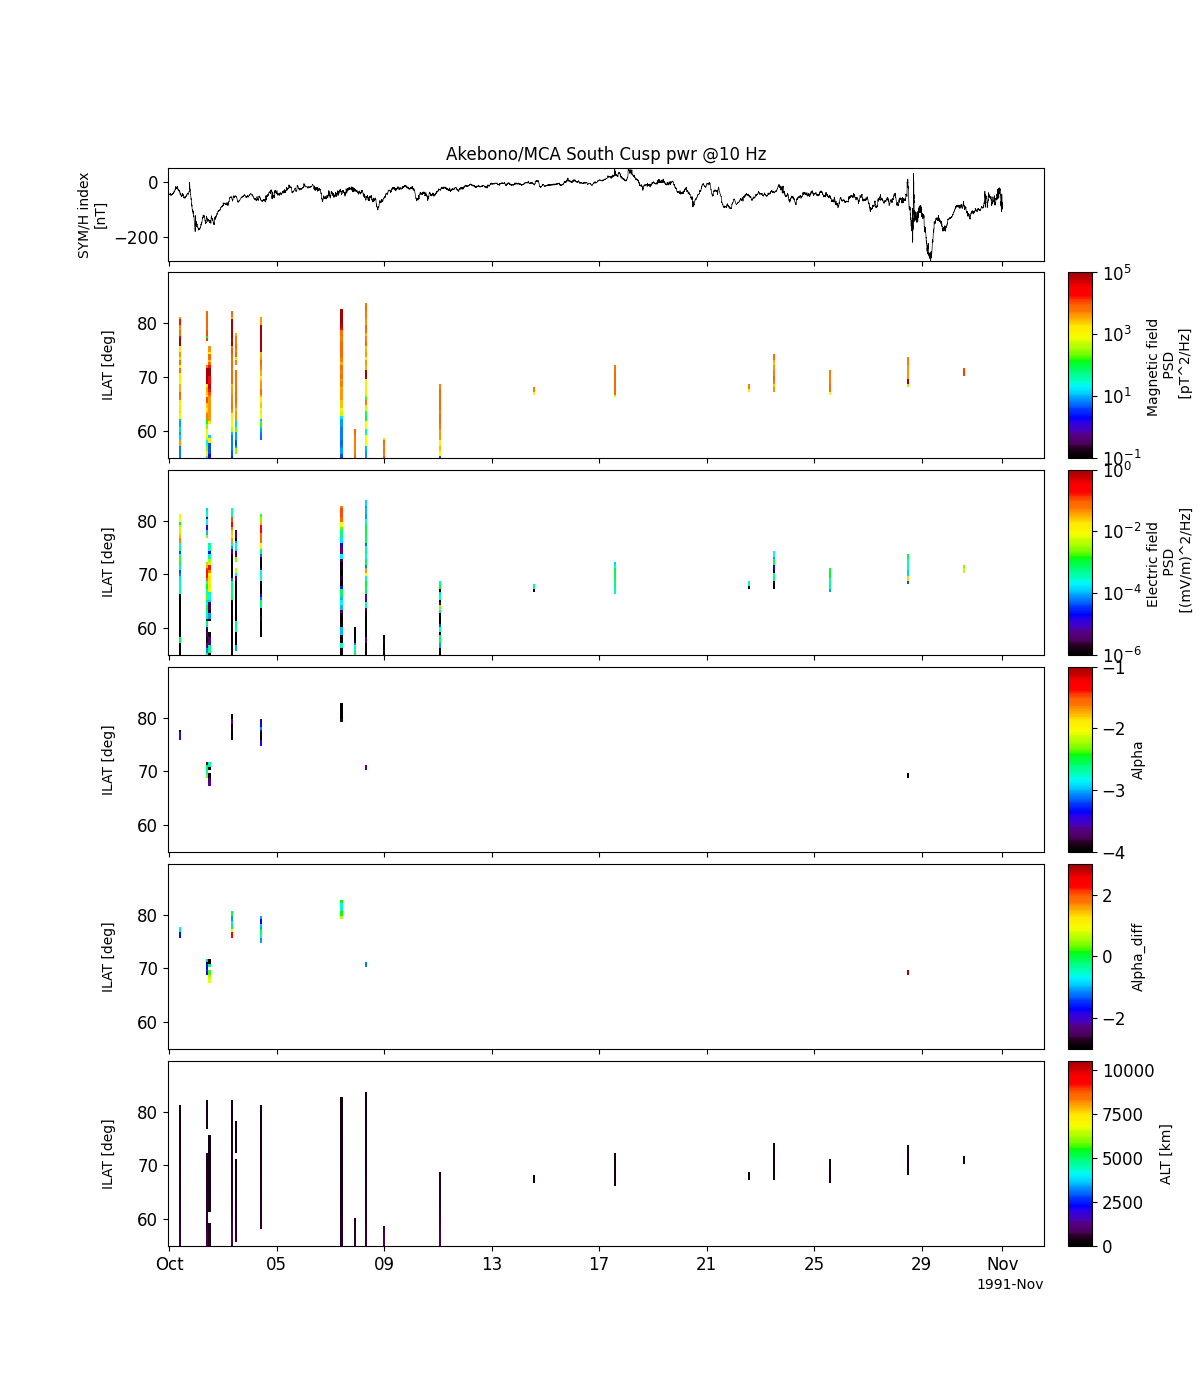 Akebono/MCA South Cusp pwr @10 Hz
SYM/H index
[nT]
0
−200
ILAT [deg]
80
70
60
10^5
10^3
10^1
10^−1
Magnetic field
PSD
[pT^2/Hz]
ILAT [deg]
80
70
60
10^0
10^−2
10^−4
10^−6
Electric field
PSD
[(mV/m)^2/Hz]
ILAT [deg]
80
70
60
−1
−2
−3
−4
Alpha
ILAT [deg]
80
70
60
2
0
−2
Alpha_diff
ILAT [deg]
80
70
60
10000
7500
5000
2500
0
ALT [km]
Oct 05 09 13 17 21 25 29 Nov
1991-Nov